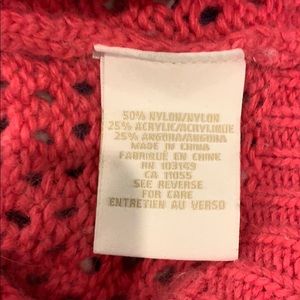 50% NYLON/NYLON
25% ACRYLIC/ACRYLIQUE
25% ANGORA/ANGORA
MADE IN CHINA
FABRIQUÉ EN CHINE
RN 103149
CA 11055
SEE REVERSE
FOR CARE
ENTRETIEN AU VERSO